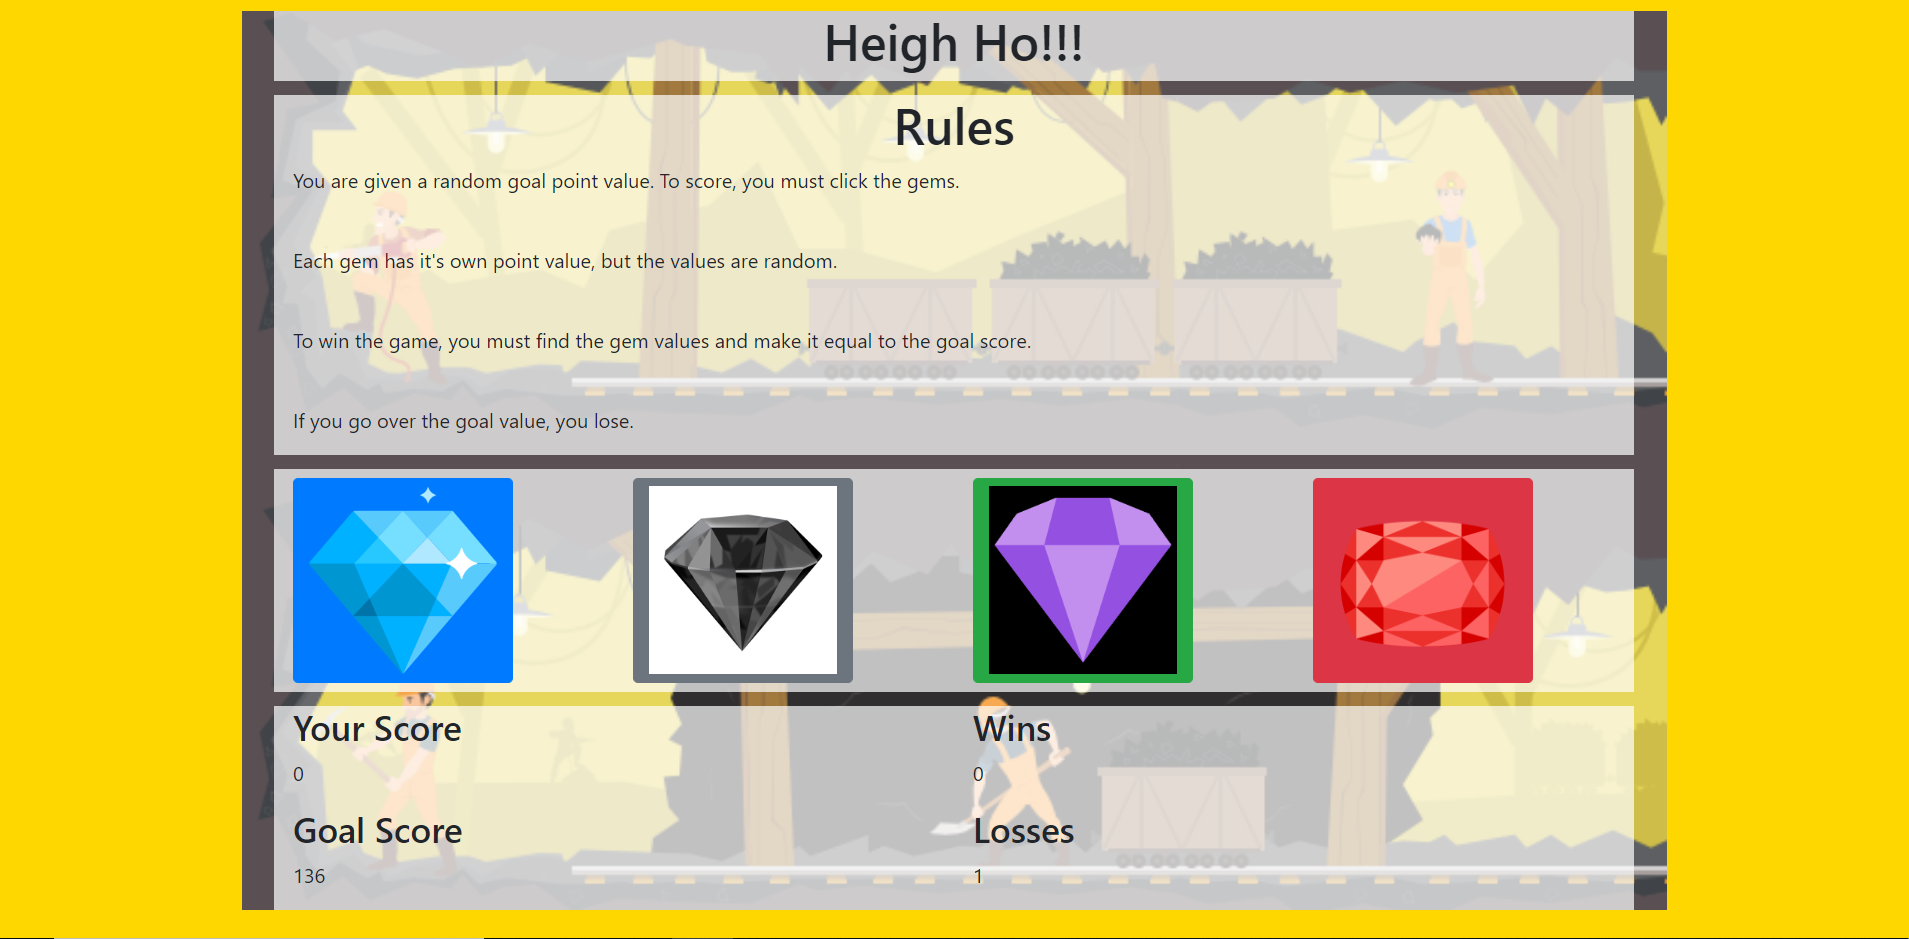 Heigh Ho!!!
Rules
You are given a random goal point value. To score, you must click the gems.
Each gem has it's own point value, but the values are random.
To win the game, you must find the gem values and make it equal to the goal score.
If you go over the goal value, you lose.
Your Score
0
Wins
0
Goal Score
136
Losses
1